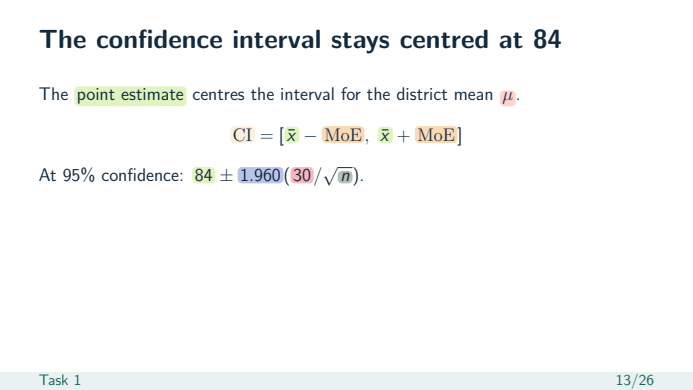 The confidence interval stays centred at 84
The point estimate centres the interval for the district mean μ.
CI = [x̄ − MoE, x̄ + MoE]
At 95% confidence: 84 ± 1.960(30/√n).
Task 1
13/26